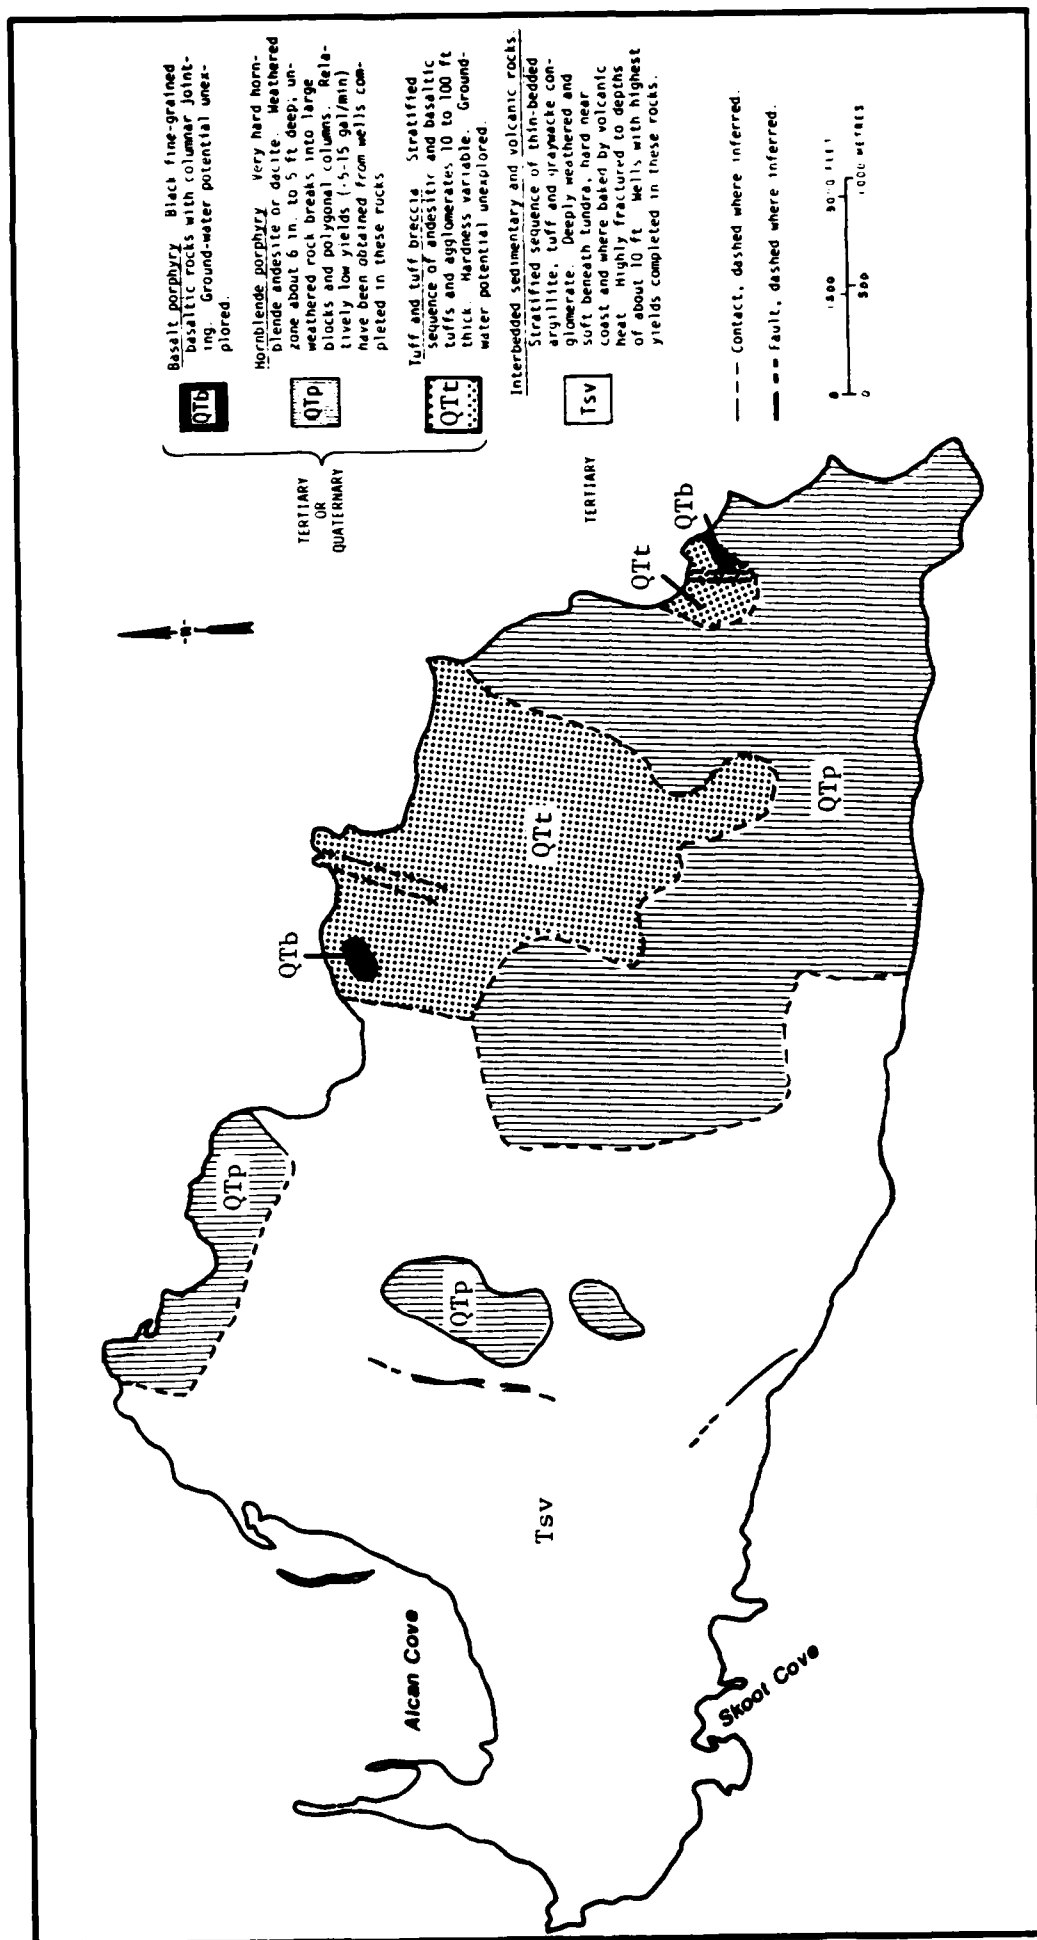 Basalt porphyry Black fine-grained
basaltic rocks with columnar joint-
ing. Ground-water potential unex-
plored.
Hornblende porphyry Very hard horn-
blende andesite or dacite. Weathered
zone about 6 in. to 5 ft deep; un-
weathered rock breaks into large
blocks and polygonal columns. Rela-
tively low yields (.5-15 gal/min)
have been obtained from wells com-
pleted in these rocks
Tuff and tuff breccia Stratified
sequence of andesitic and basaltic
tuffs and agglomerates 10 to 100 ft
thick. Hardness variable. Ground-
water potential unexplored.
Interbedded sedimentary and volcanic rocks.
Stratified sequence of thin-bedded
argillite, tuff and graywacke con-
glomerate. Deeply weathered and
soft beneath tundra, hard near
coast and where baked by volcanic
heat. Highly fractured to depths
of about 10 ft. Wells with highest
yields completed in these rocks.
QTb
QTp
QTt
Tsv
TERTIARY
OR
QUATERNARY
TERTIARY
Contact, dashed where inferred.
Fault, dashed where inferred.
0 1500 3000 FEET
0 500 1000 METRES
-N-
QTb
QTt
QTb
QTt
QTp
QTp
QTp
Tsv
Alcan Cove
Skoot Cove